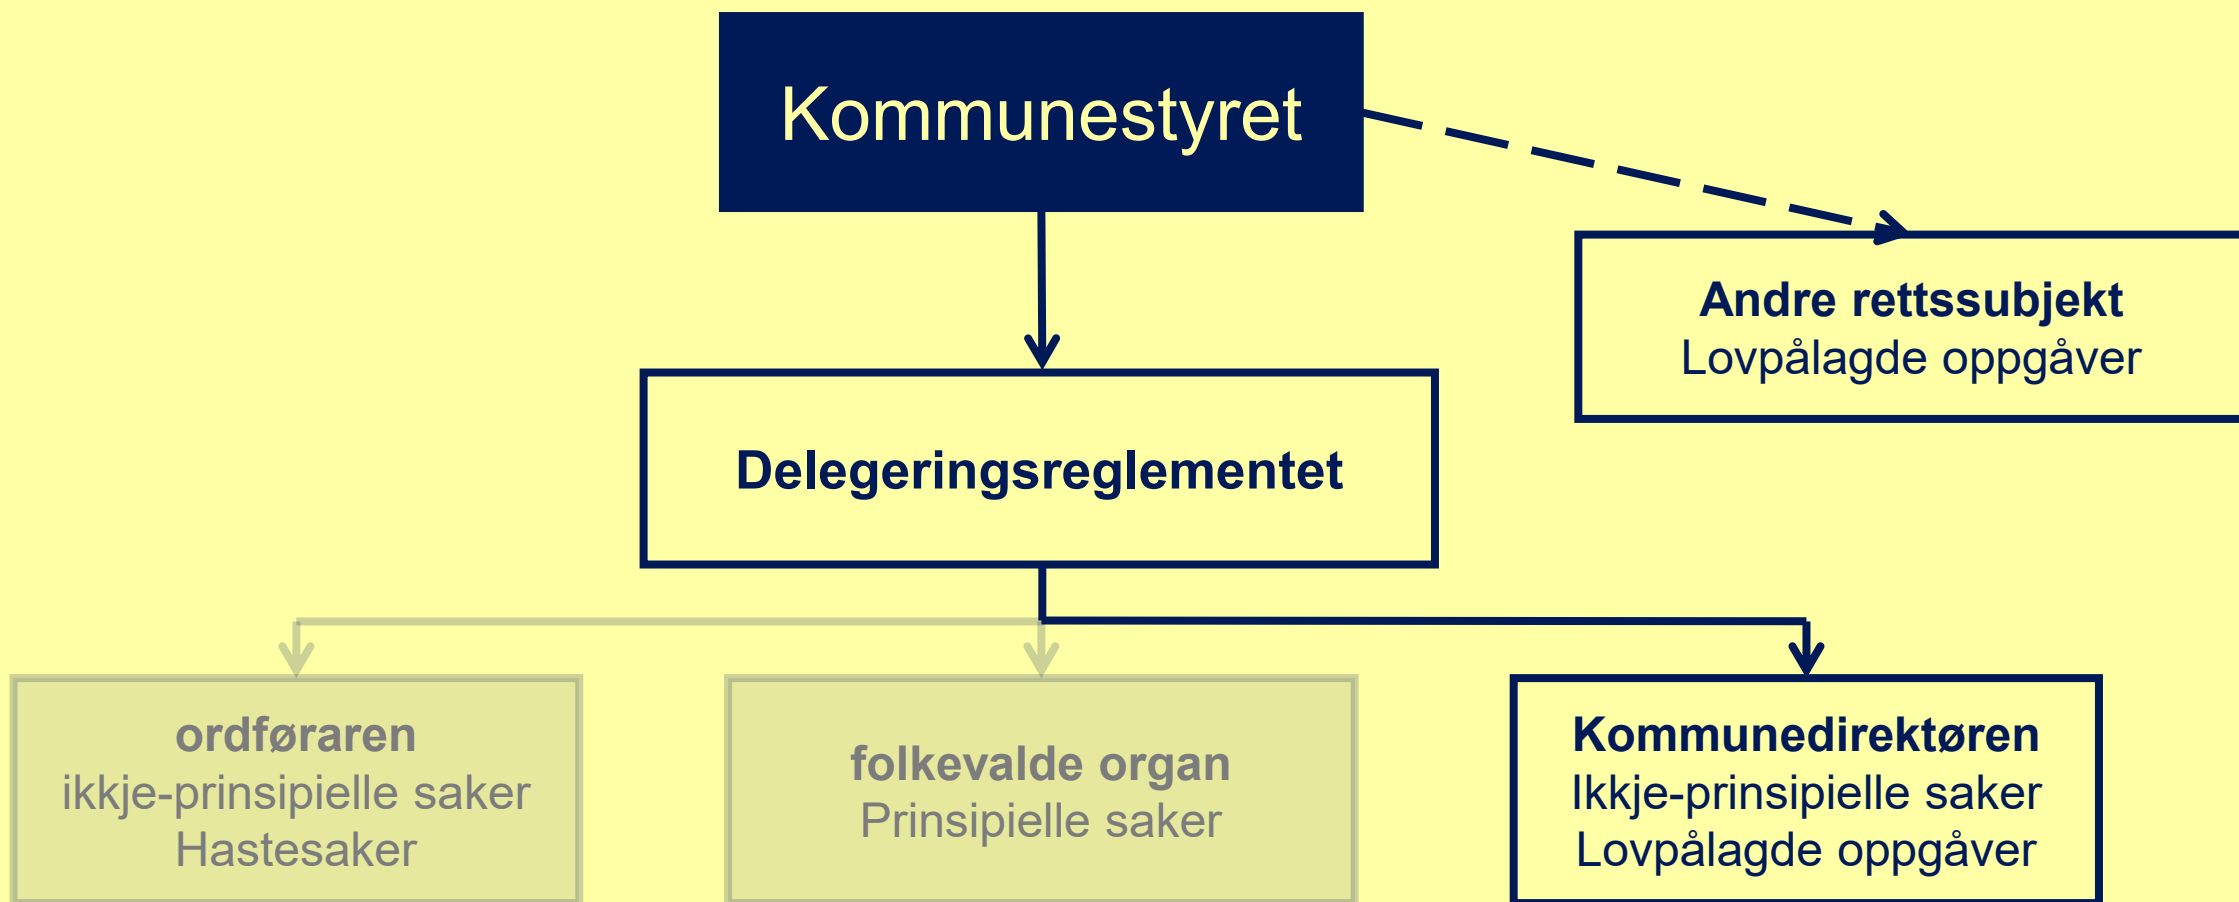 Kommunestyret
Andre rettssubjekt
Lovpålagde oppgåver
Delegeringsreglementet
ordføraren
ikkje-prinsipielle saker
Hastesaker
folkevalde organ
Prinsipielle saker
Kommunedirektøren
Ikkje-prinsipielle saker
Lovpålagde oppgåver